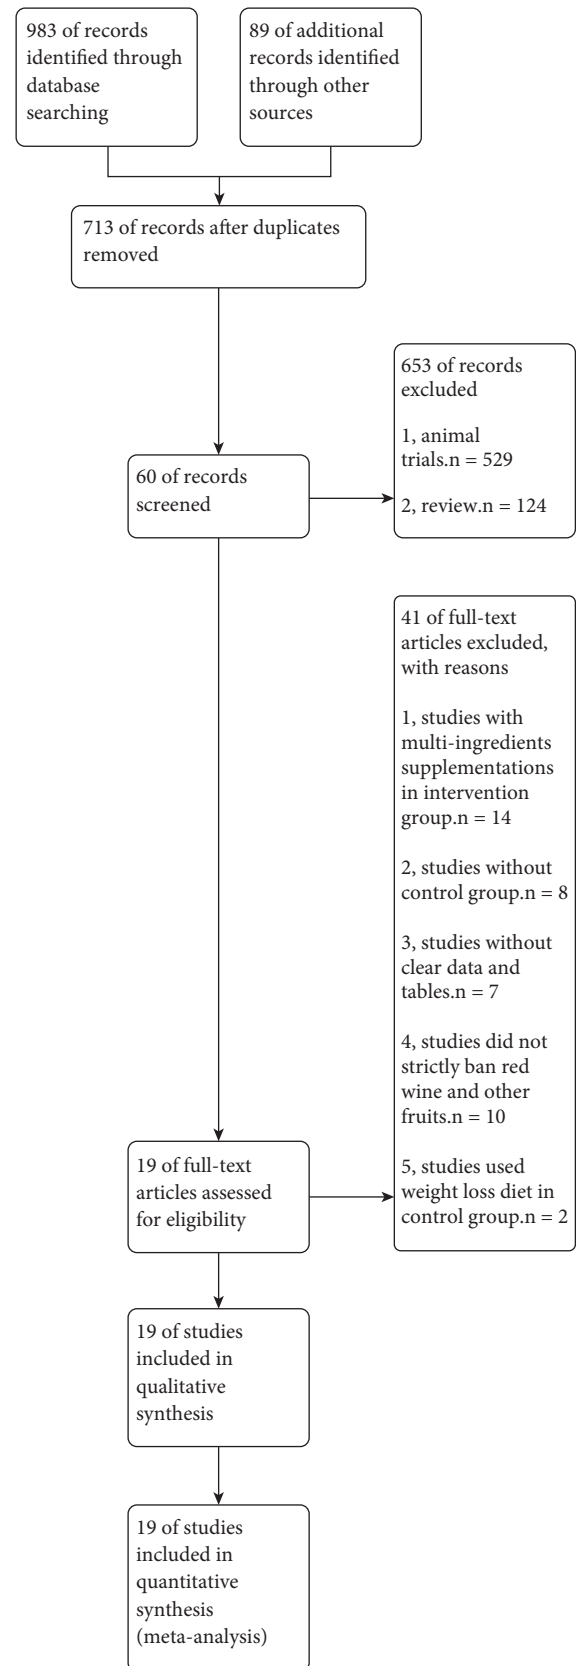 983 of records
identified through
database
searching
89 of additional
records identified
through other
sources
713 of records after duplicates
removed
60 of records
screened
653 of records
excluded
1, animal
trials.n = 529
2, review.n = 124
41 of full-text
articles excluded,
with reasons
1, studies with
multi-ingredients
supplementations
in intervention
group.n = 14
2, studies without
control group.n = 8
3, studies without
clear data and
tables.n = 7
4, studies did not
strictly ban red
wine and other
fruits.n = 10
5, studies used
weight loss diet in
control group.n = 2
19 of full-text
articles assessed
for eligibility
19 of studies
included in
qualitative
synthesis
19 of studies
included in
quantitative
synthesis
(meta-analysis)